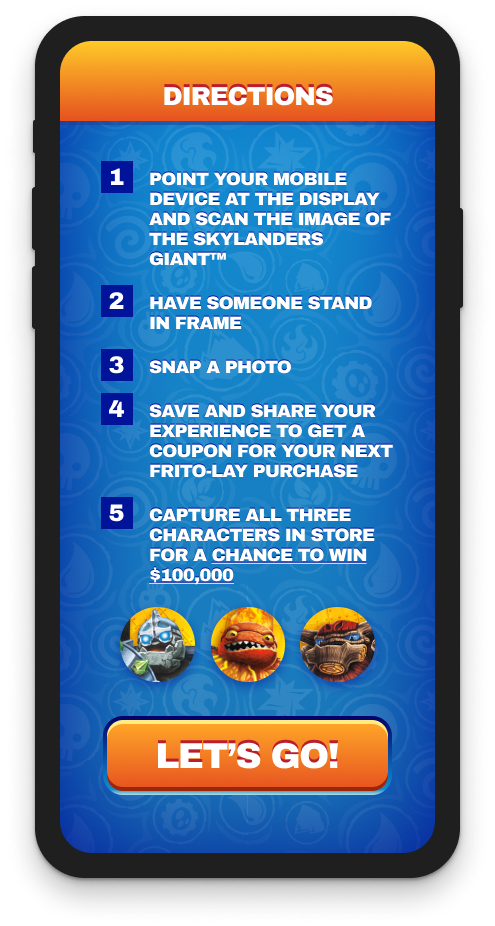 DIRECTIONS
1
POINT YOUR MOBILE
DEVICE AT THE DISPLAY
AND SCAN THE IMAGE OF
THE SKYLANDERS
GIANT™
2
HAVE SOMEONE STAND
IN FRAME
3
SNAP A PHOTO
4
SAVE AND SHARE YOUR
EXPERIENCE TO GET A
COUPON FOR YOUR NEXT
FRITO-LAY PURCHASE
5
CAPTURE ALL THREE
CHARACTERS IN STORE
FOR A CHANCE TO WIN
$100,000
LET'S GO!